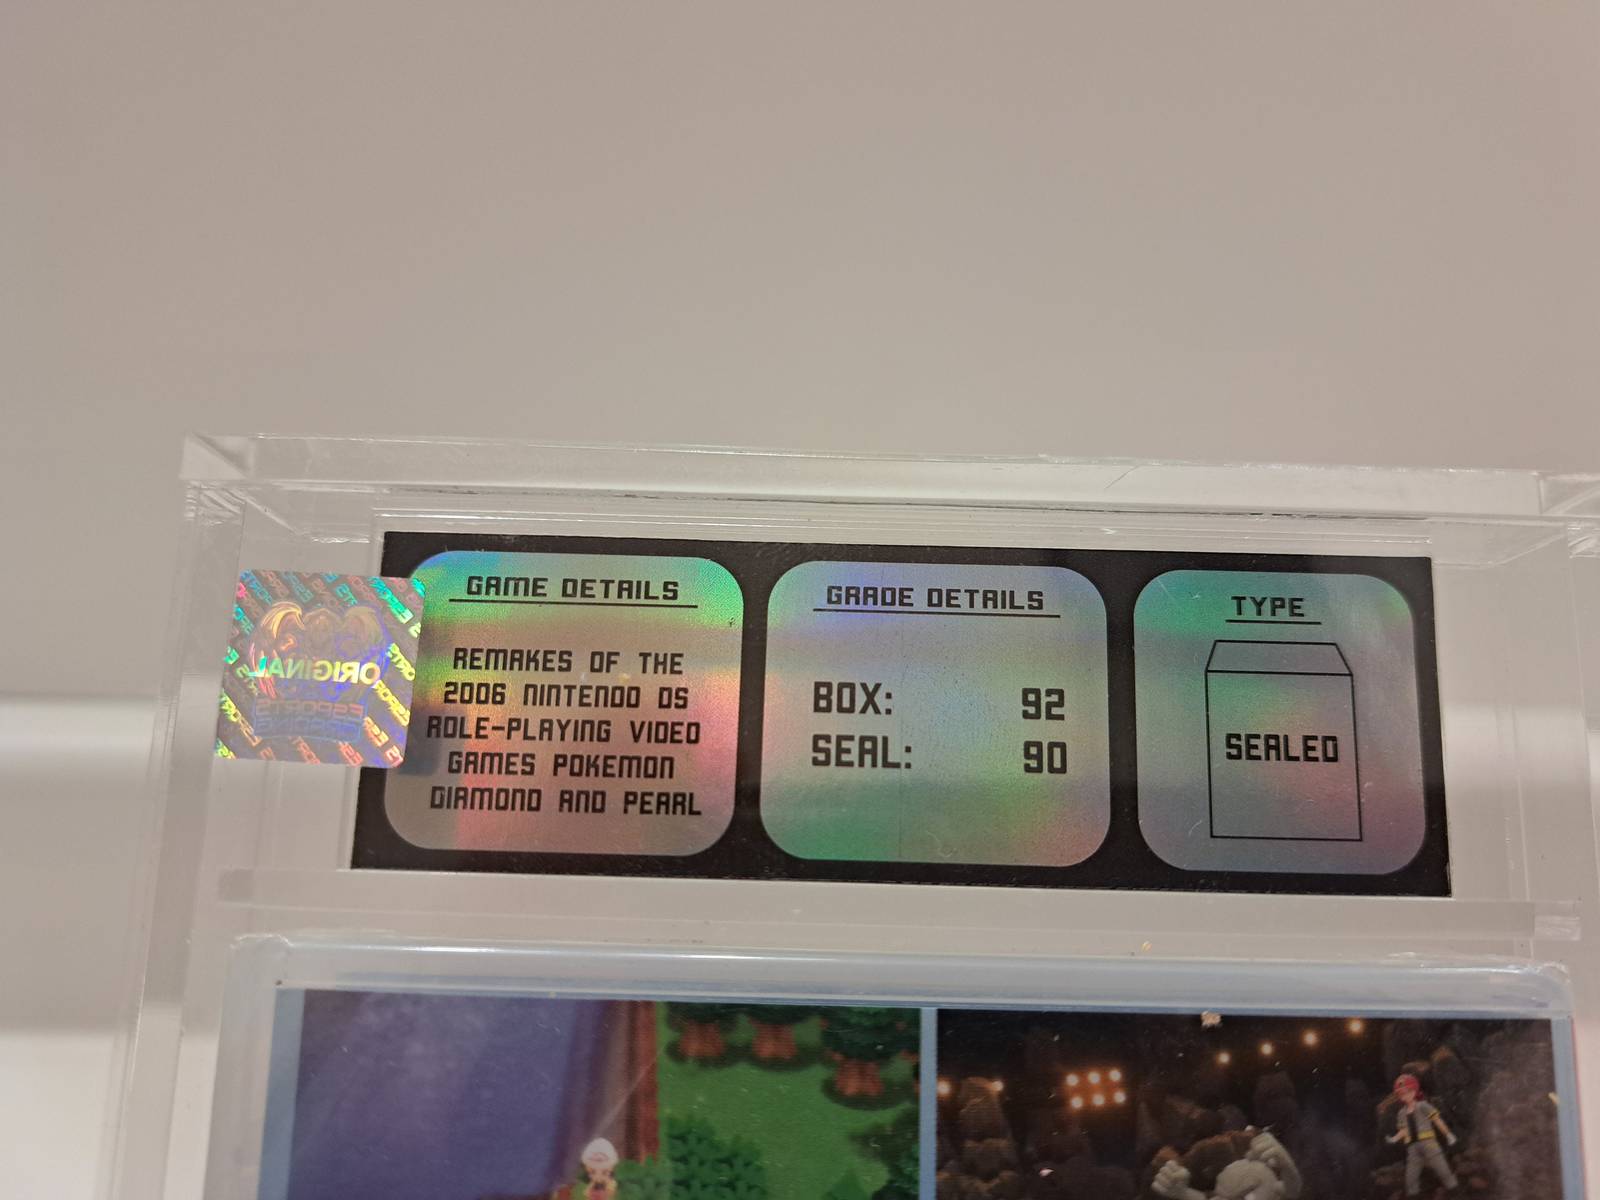 GAME DETAILS
REMAKES OF THE
2006 NINTENDO DS
ROLE-PLAYING VIDEO
GAMES POKEMON
DIAMOND AND PEARL
GRADE DETAILS
BOX: 92
SEAL: 90
TYPE
SEALED
ORIGINAL
ESPORTS